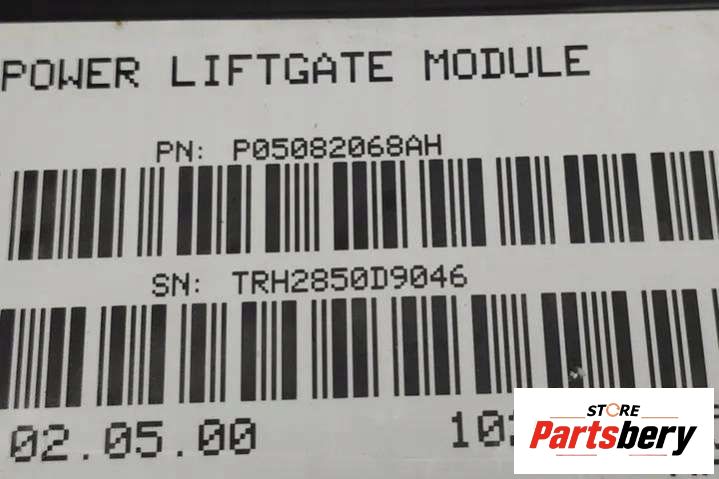 POWER LIFTGATE MODULE
PN: P05082068AH
SN: TRH2850D9046
02.05.00
STORE
Partsbery